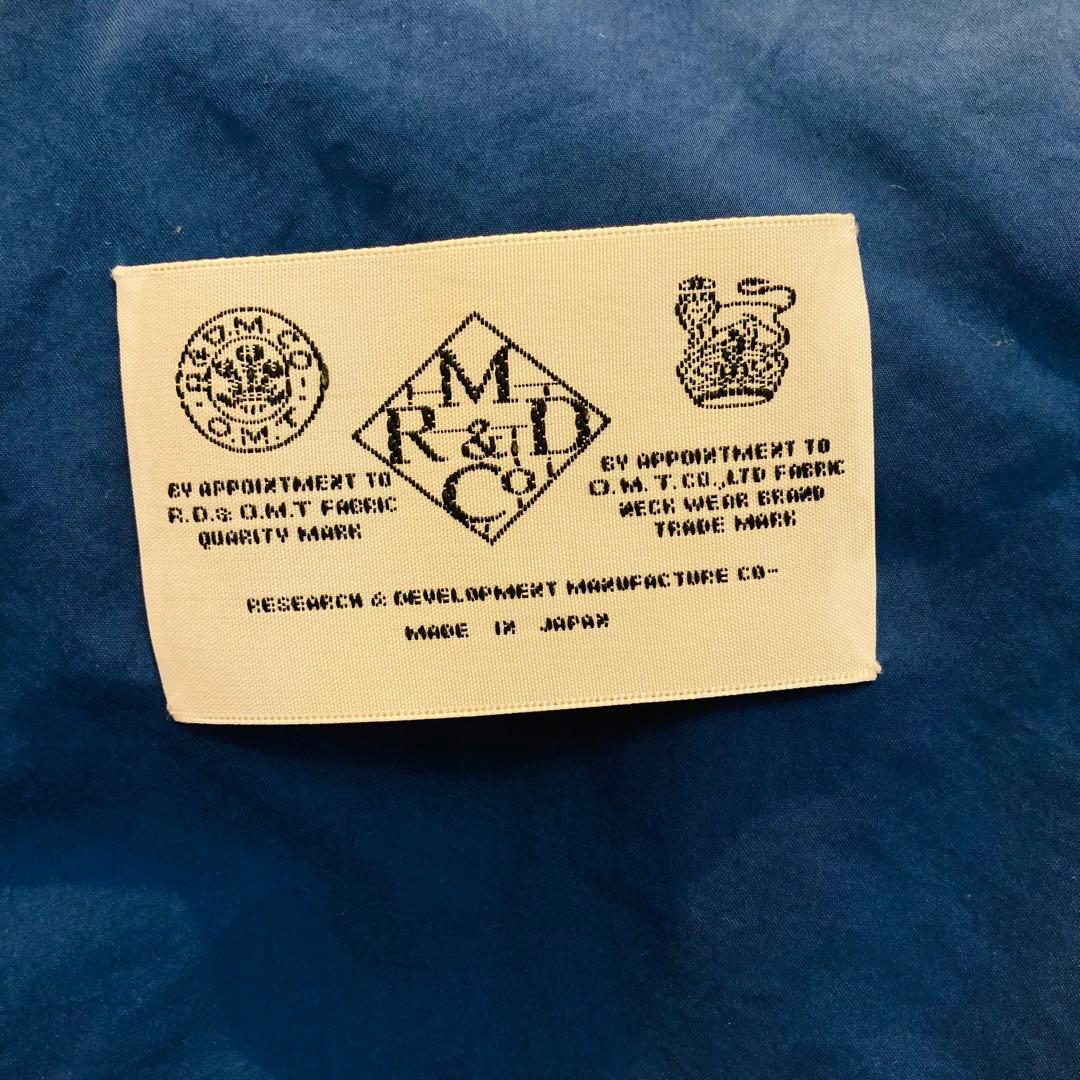 R&D.M.CO-
O.M.T.
M
R&D
Co
BY APPOINTMENT TO
R.D.& O.M.T FABRIC
QUARITY MARK
BY APPOINTMENT TO
O.M.T.CO.,LTD FABRIC
NECK WEAR BRAND
TRADE MARK
RESEARCH & DEVELOPMENT MANUFACTURE CO--
MADE IN JAPAN